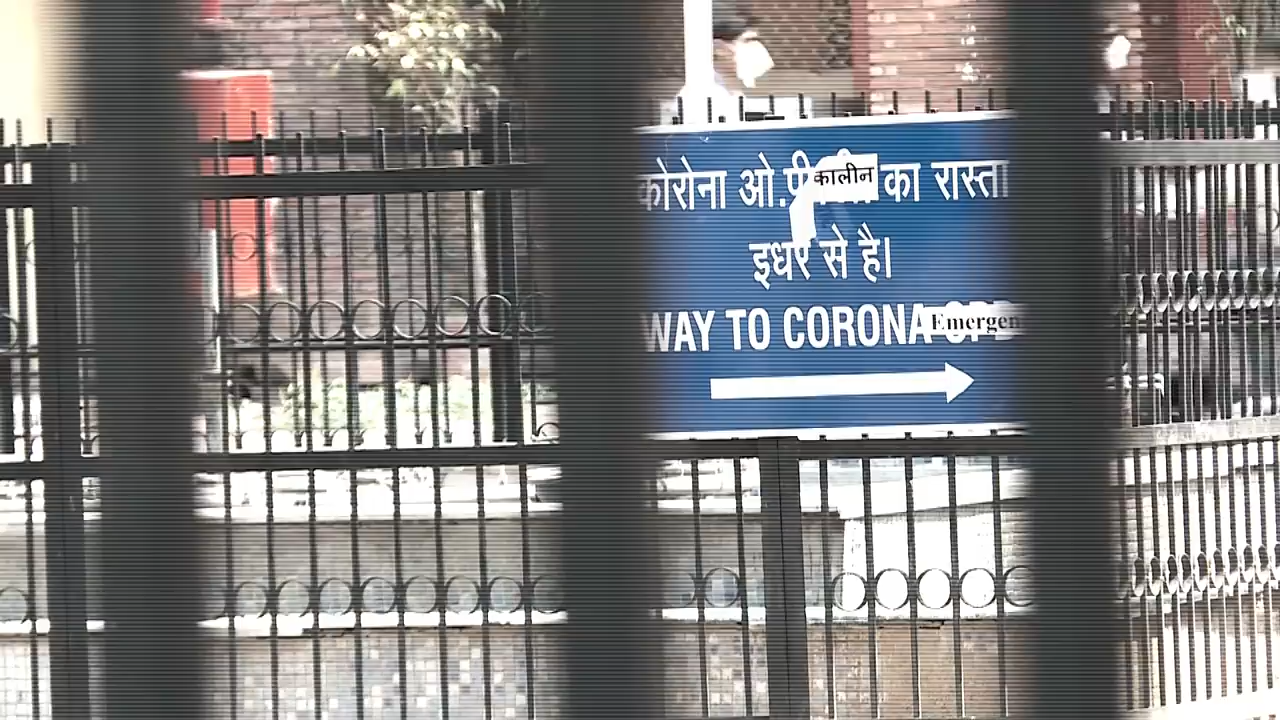 कोरोना ओ.पी कालीन का रास्ता
इधर से है।
WAY TO CORONA Emergen